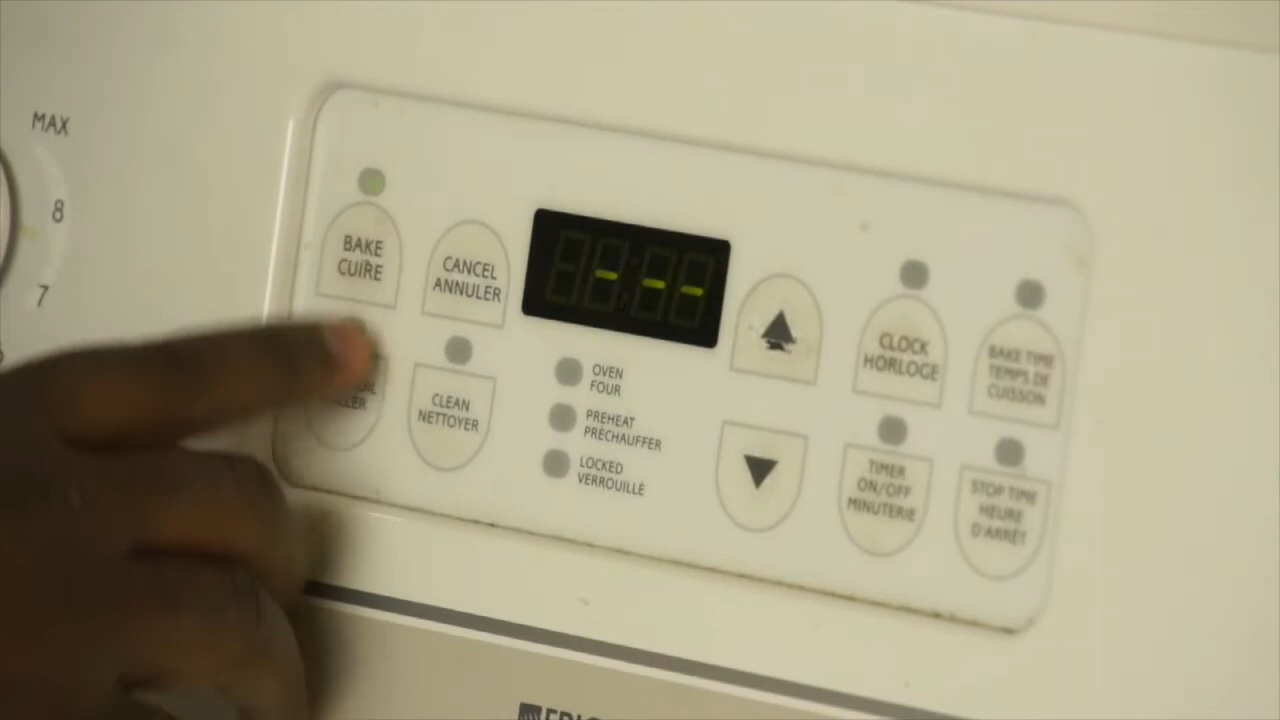 MAX
8
7
BAKE
CUIRE
CANCEL
ANNULER
CLEAN
NETTOYER
- - -
OVEN
FOUR
PREHEAT
PRÉCHAUFFER
LOCKED
VERROUILLÉ
CLOCK
HORLOGE
BAKE TIME
TEMPS DE
CUISSON
TIMER
ON/OFF
MINUTERIE
STOP TIME
HEURE
D'ARRÊT